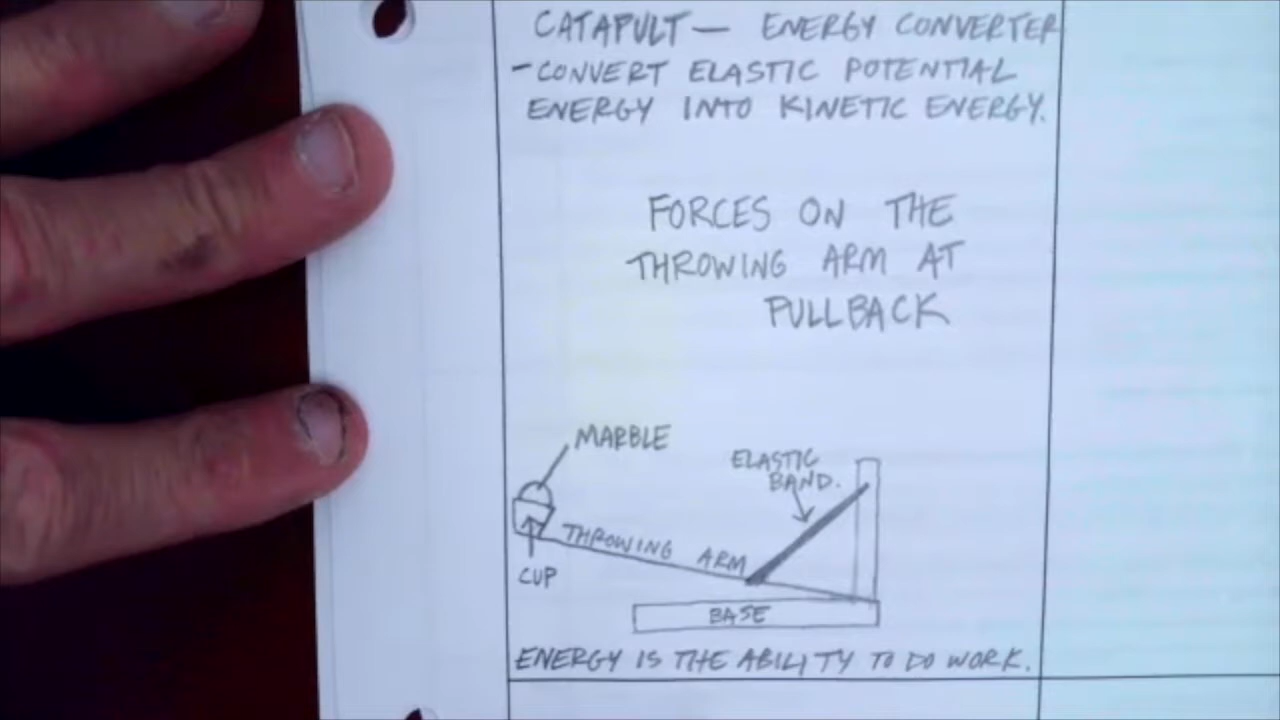 CATAPULT— ENERGY CONVERTER
-CONVERT ELASTIC POTENTIAL
ENERGY INTO KINETIC ENERGY.
FORCES ON THE
THROWING ARM AT
PULLBACK
MARBLE
ELASTIC
BAND.
THROWING ARM
CUP
BASE
ENERGY IS THE ABILITY TO DO WORK.